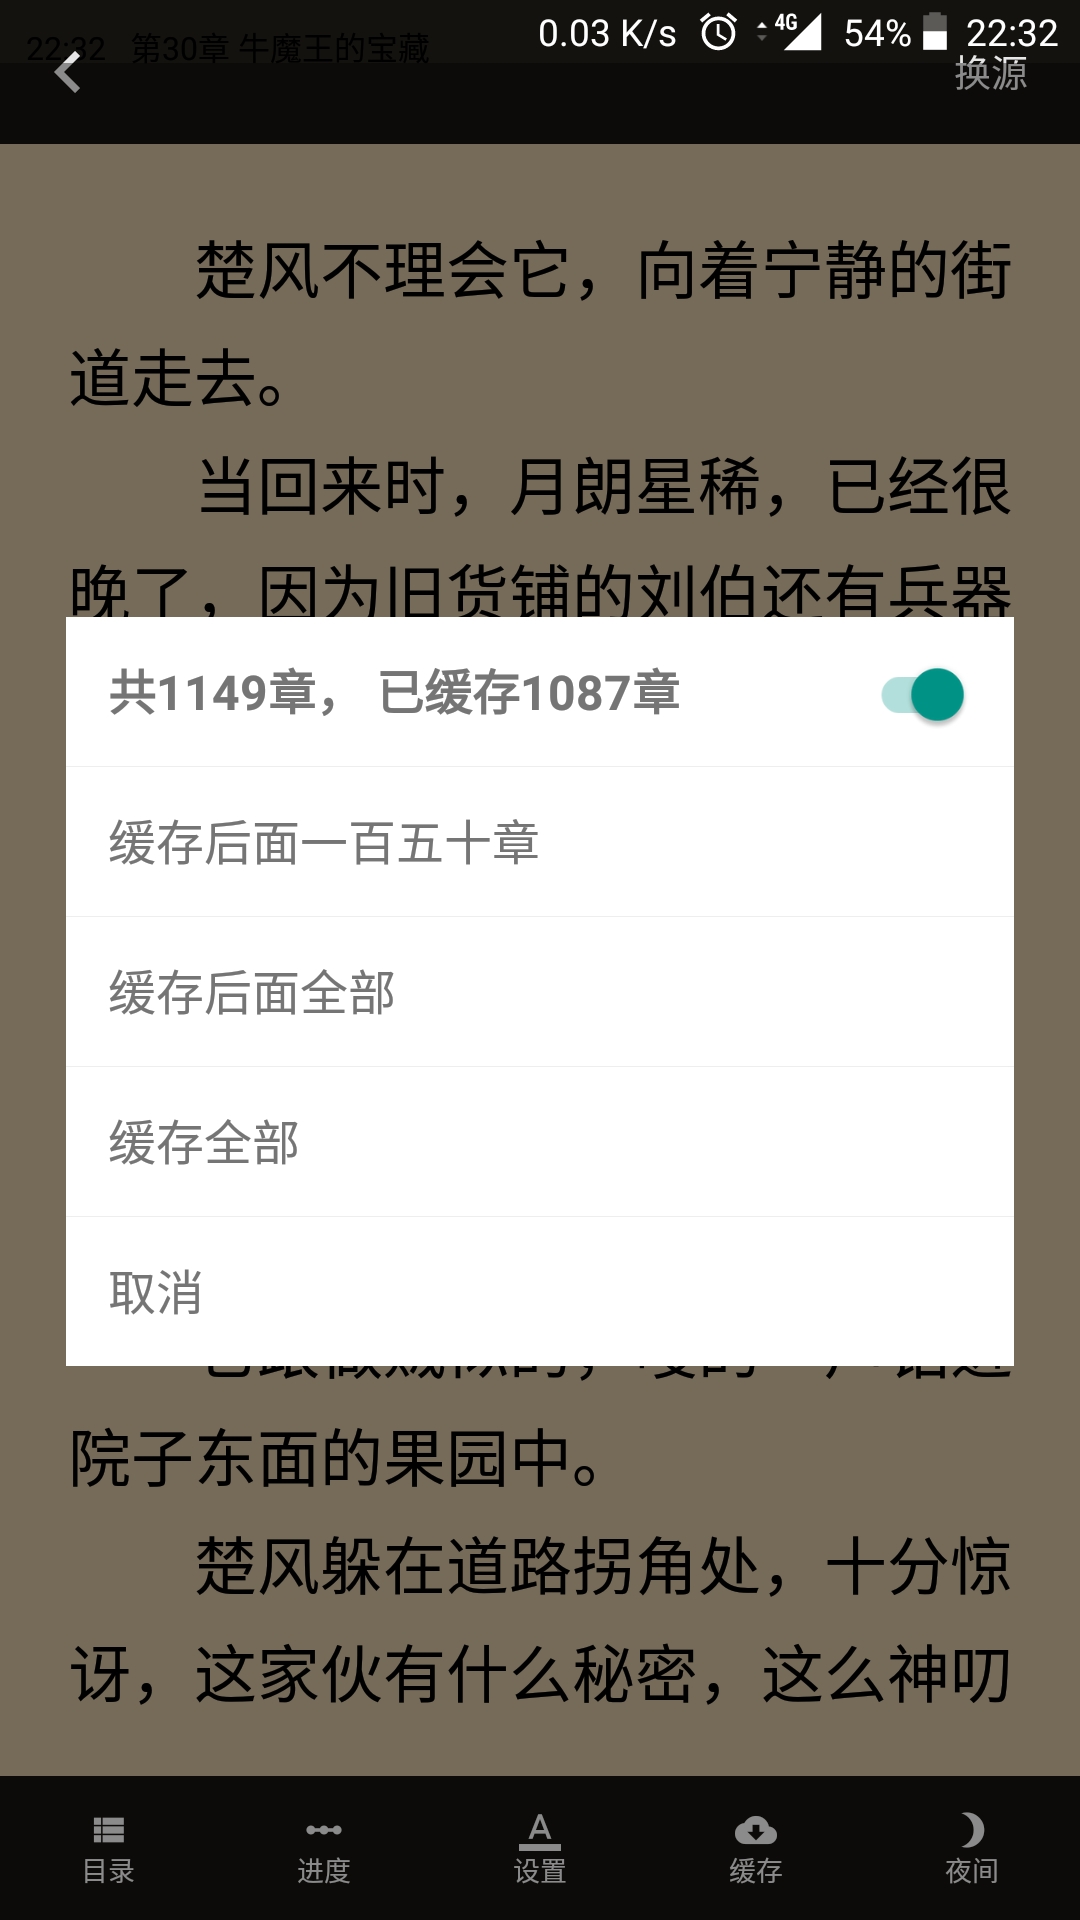 0.03 K/s 4G 54% 22:32
22:32 第30章 牛魔王的宝藏
换源
楚风不理会它，向着宁静的街
道走去。
当回来时，月朗星稀，已经很
晚了，因为旧货铺的刘伯还有兵器
共1149章， 已缓存1087章
缓存后面一百五十章
缓存后面全部
缓存全部
取消
院子东面的果园中。
楚风躲在道路拐角处，十分惊
讶，这家伙有什么秘密，这么神叨
目录 进度 A 设置 缓存 夜间